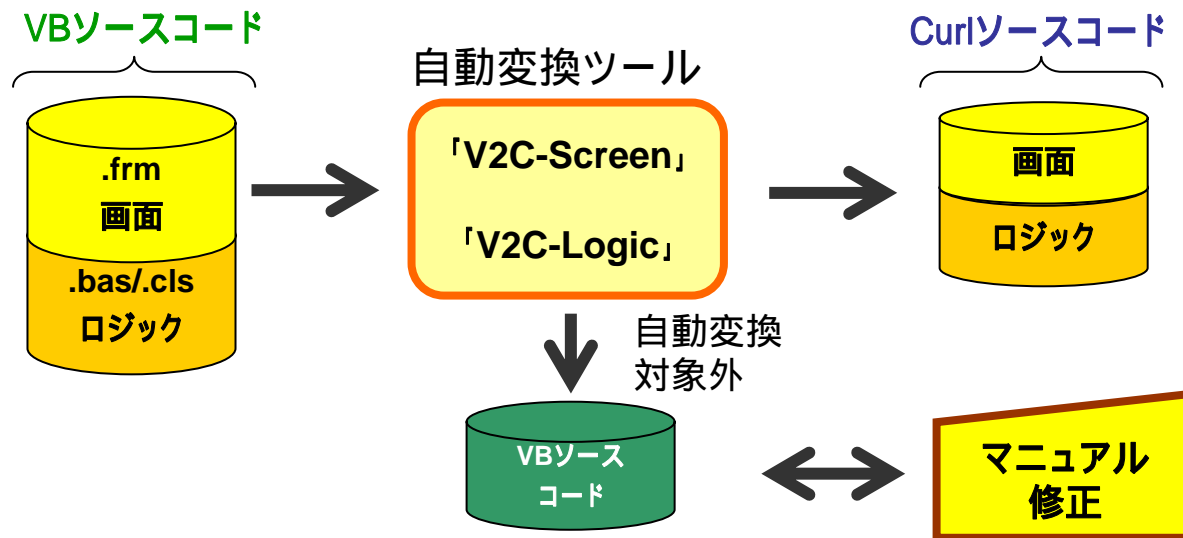 VBソースコード
Curlソースコード
自動変換ツール
.frm
画面
.bas/.cls
ロジック
「V2C-Screen」
「V2C-Logic」
画面
ロジック
自動変換
対象外
VBソース
コード
マニュアル
修正